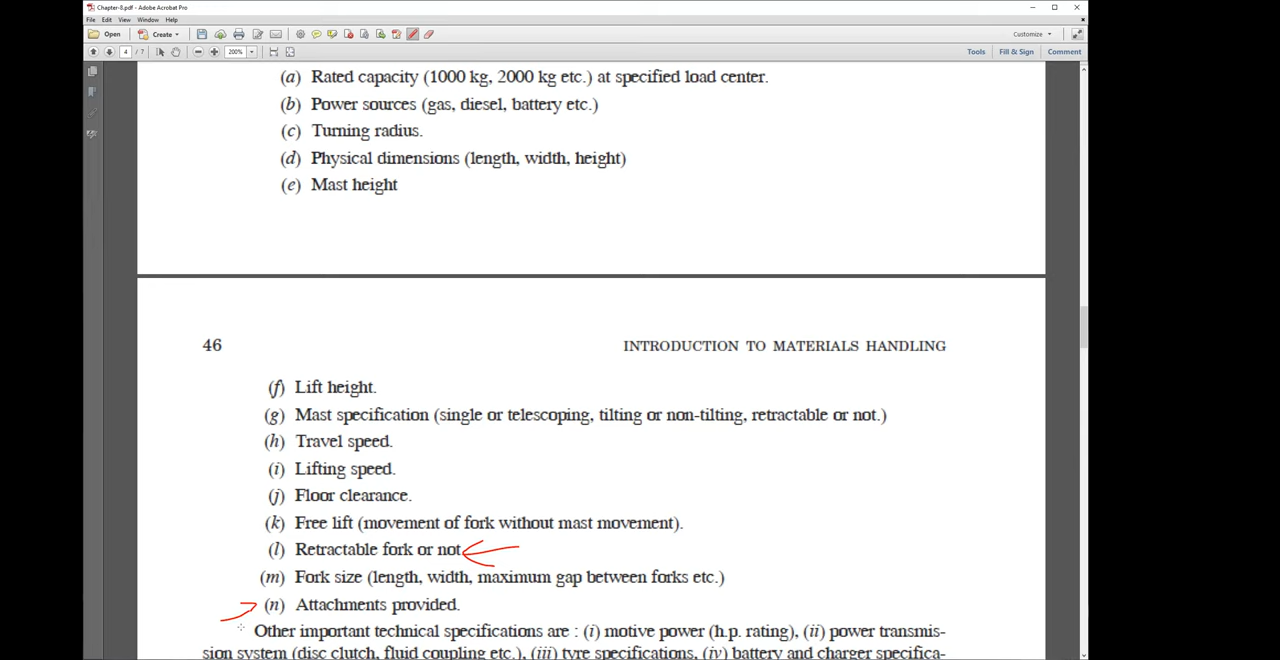 Chapter-8.pdf - Adobe Acrobat Pro
File Edit View Window Help
Open Create Customize
4 / 7 200% Tools Fill & Sign Comment
(a) Rated capacity (1000 kg, 2000 kg etc.) at specified load center.
(b) Power sources (gas, diesel, battery etc.)
(c) Turning radius.
(d) Physical dimensions (length, width, height)
(e) Mast height
46 INTRODUCTION TO MATERIALS HANDLING
(f) Lift height.
(g) Mast specification (single or telescoping, tilting or non-tilting, retractable or not.)
(h) Travel speed.
(i) Lifting speed.
(j) Floor clearance.
(k) Free lift (movement of fork without mast movement).
(l) Retractable fork or not
(m) Fork size (length, width, maximum gap between forks etc.)
(n) Attachments provided.
Other important technical specifications are : (i) motive power (h.p. rating), (ii) power transmis-
sion system (disc clutch, fluid coupling etc.), (iii) tyre specifications, (iv) battery and charger specifica-